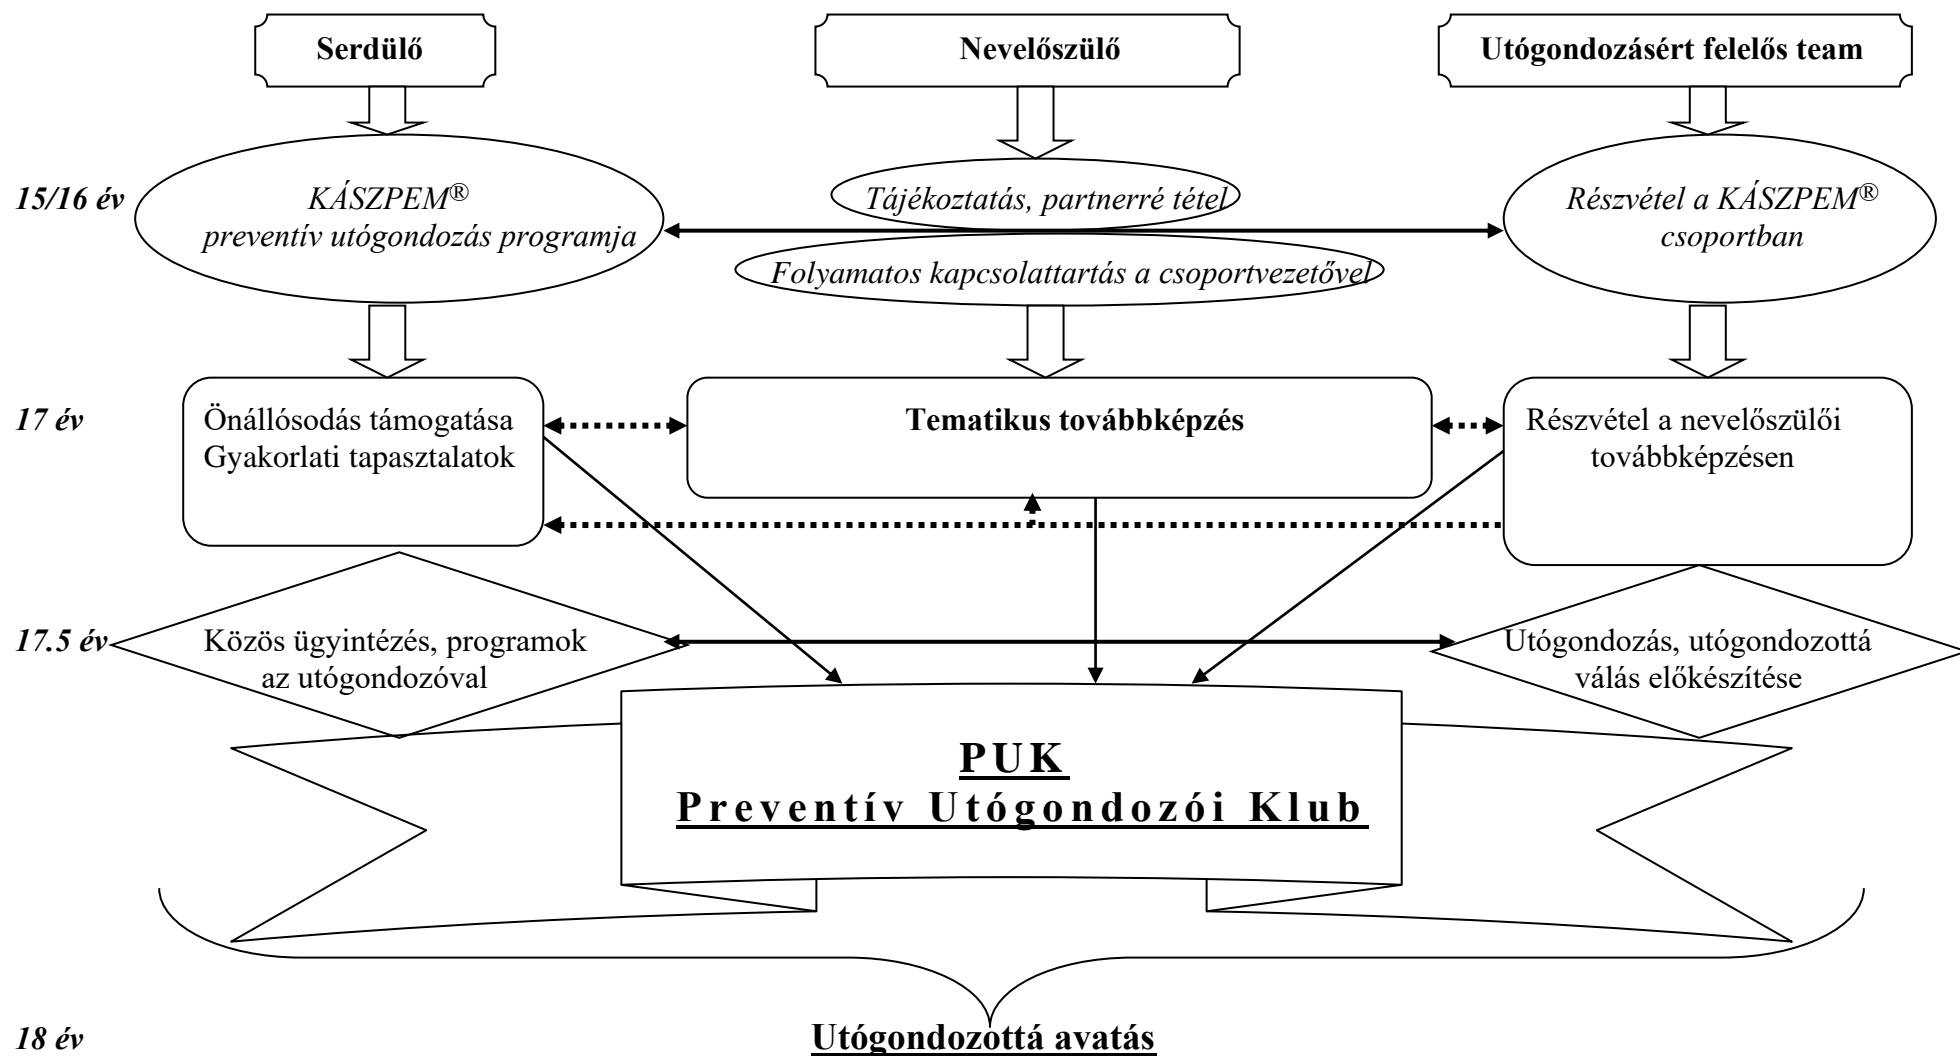 Serdülő
Nevelőszülő
Utógondozásért felelős team
15/16 év
KÁSZPEM®
preventív utógondozás programja
Tájékoztatás, partnerré tétel
Folyamatos kapcsolattartás a csoportvezetővel
Részvétel a KÁSZPEM®
csoportban
17 év
Önállósodás támogatása
Gyakorlati tapasztalatok
Tematikus továbbképzés
Részvétel a nevelőszülői
továbbképzésen
17.5 év
Közös ügyintézés, programok
az utógondozóval
Utógondozás, utógondozottá
válás előkészítése
PUK
Preventív Utógondozói Klub
18 év
Utógondozottá avatás